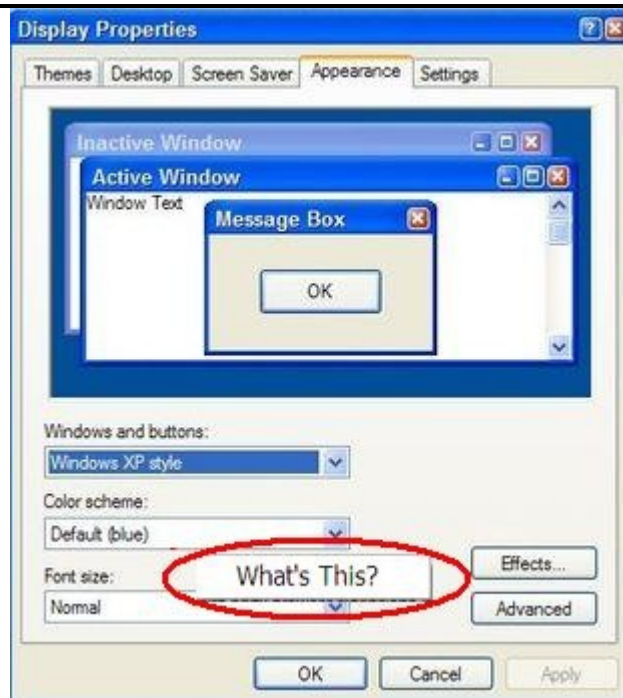 Display Properties
Themes Desktop Screen Saver Appearance Settings
Inactive Window
Active Window
Window Text
Message Box
OK
Windows and buttons:
Windows XP style
Color scheme:
Default (blue)
What's This?
Effects...
Font size:
Normal
Advanced
OK Cancel Apply